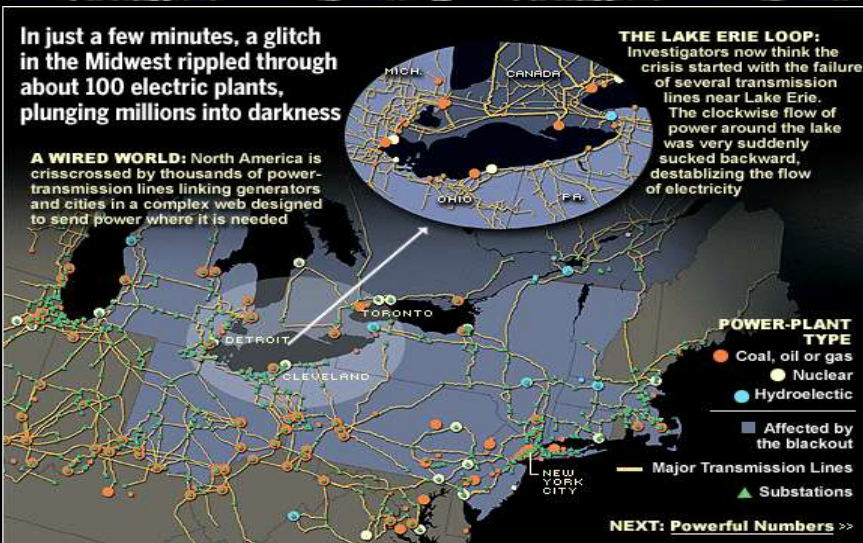 In just a few minutes, a glitch
in the Midwest rippled through
about 100 electric plants,
plunging millions into darkness
A WIRED WORLD: North America is
crisscrossed by thousands of power-
transmission lines linking generators
and cities in a complex web designed
to send power where it is needed
THE LAKE ERIE LOOP:
Investigators now think the
crisis started with the failure
of several transmission
lines near Lake Erie.
The clockwise flow of
power around the lake
was very suddenly
sucked backward,
destablizing the flow
of electricity
MICH.
CANADA
OHIO
PA.
TORONTO
DETROIT
CLEVELAND
NEW
YORK
CITY
POWER-PLANT
TYPE
Coal, oil or gas
Nuclear
Hydroelectic
Affected by
the blackout
Major Transmission Lines
Substations
NEXT: Powerful Numbers >>